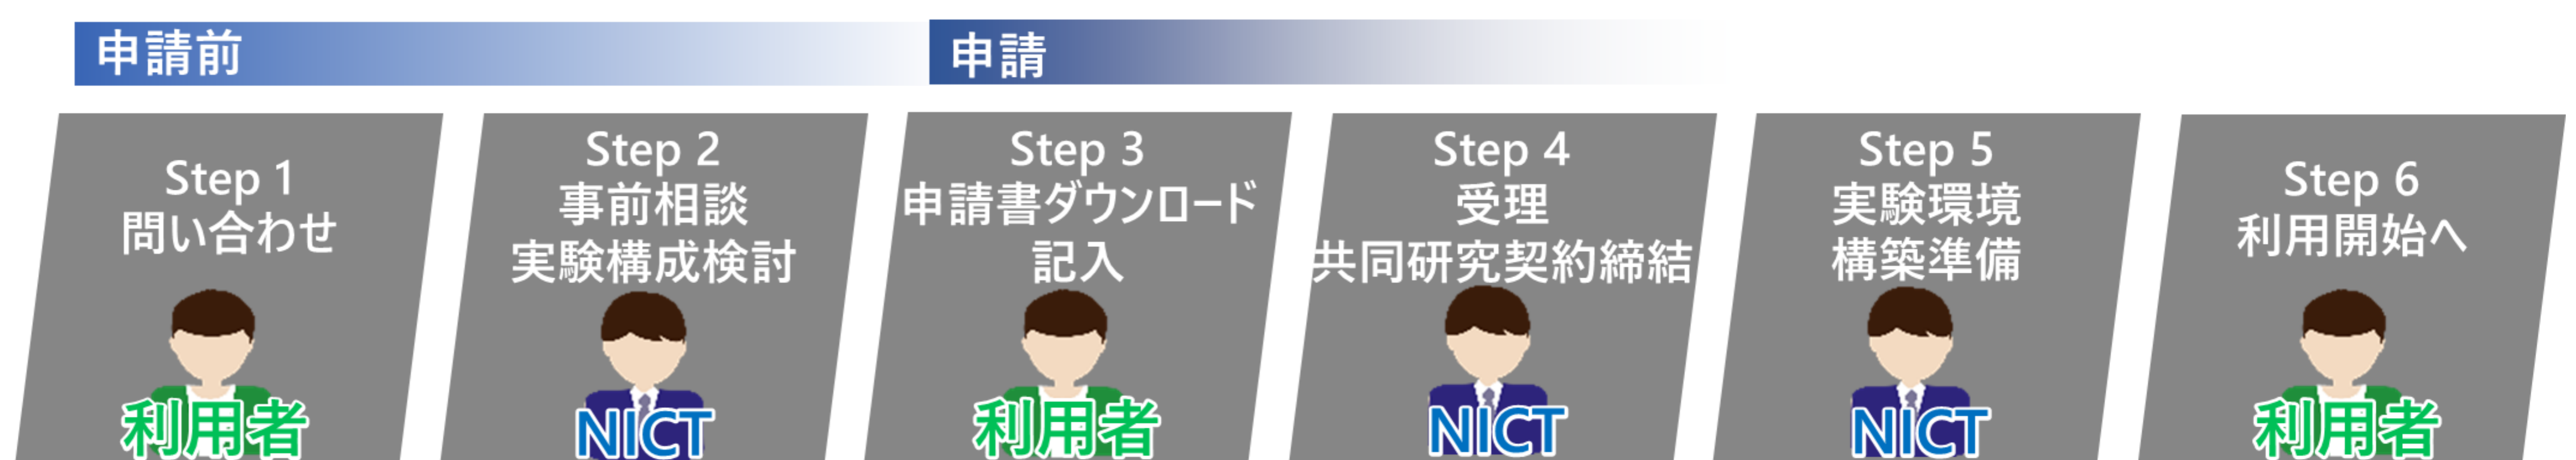 申請前
申請
Step 1
問い合わせ
利用者
Step 2
事前相談
実験構成検討
NICT
Step 3
申請書ダウンロード
記入
利用者
Step 4
受理
共同研究契約締結
NICT
Step 5
実験環境
構築準備
NICT
Step 6
利用開始へ
利用者